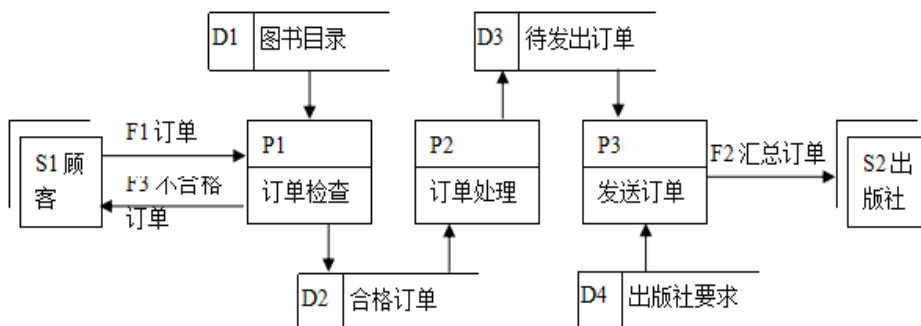 D1 图书目录
D3 待发出订单
S1 顾客
F1 订单
F3 不合格
订单
P1
订单检查
P2
订单处理
P3
发送订单
F2 汇总订单
S2 出
版社
D2 合格订单
D4 出版社要求